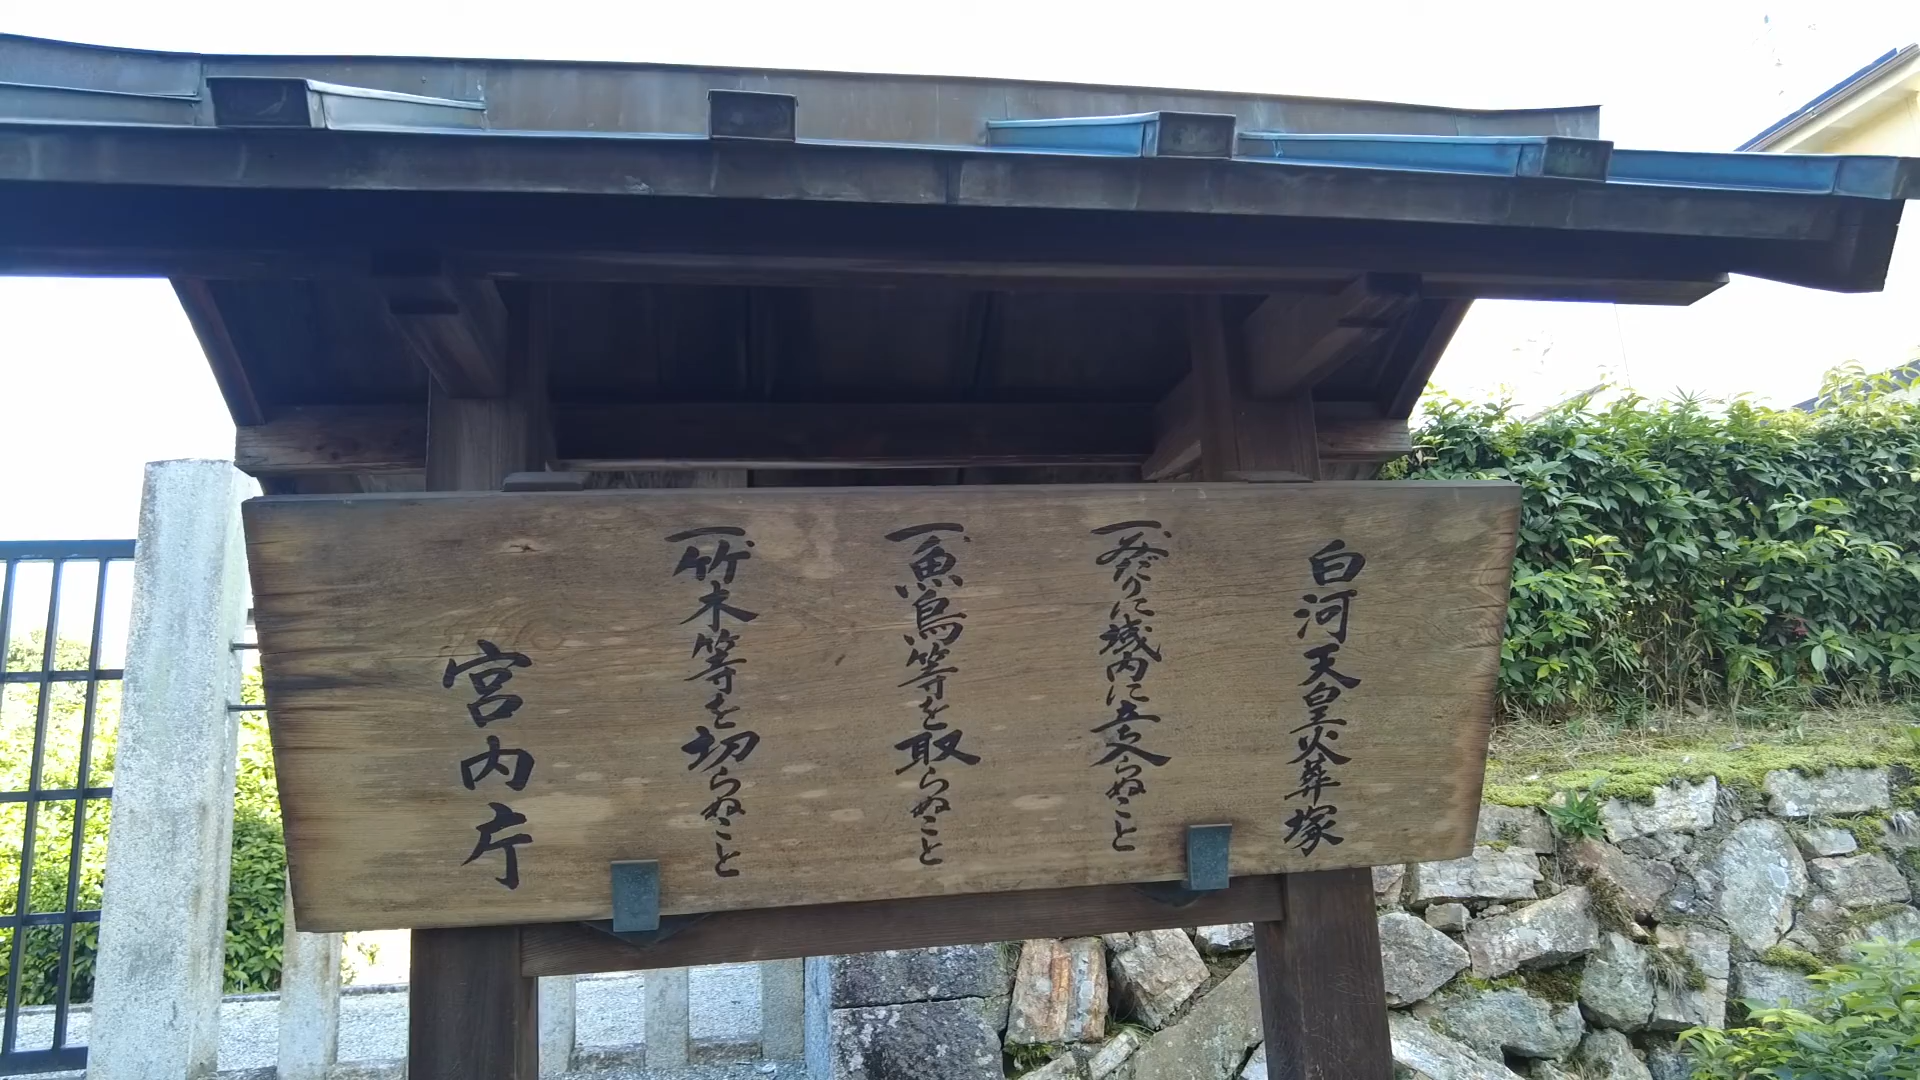 白河天皇火葬塚
一、みだりに域内に立ち入らぬこと
一、魚鳥等を取らぬこと
一、竹木等を切らぬこと
宮内庁